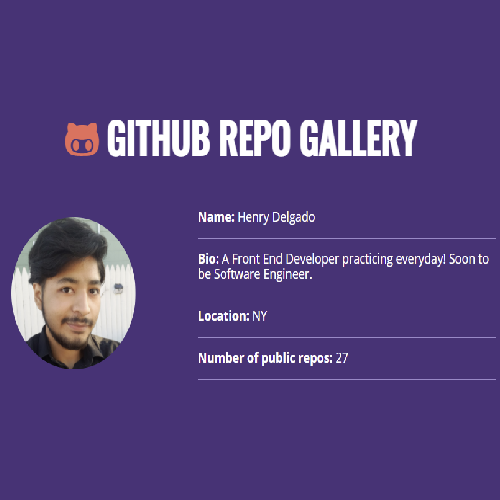 GITHUB REPO GALLERY
Name: Henry Delgado
Bio: A Front End Developer practicing everyday! Soon to
be Software Engineer.
Location: NY
Number of public repos: 27